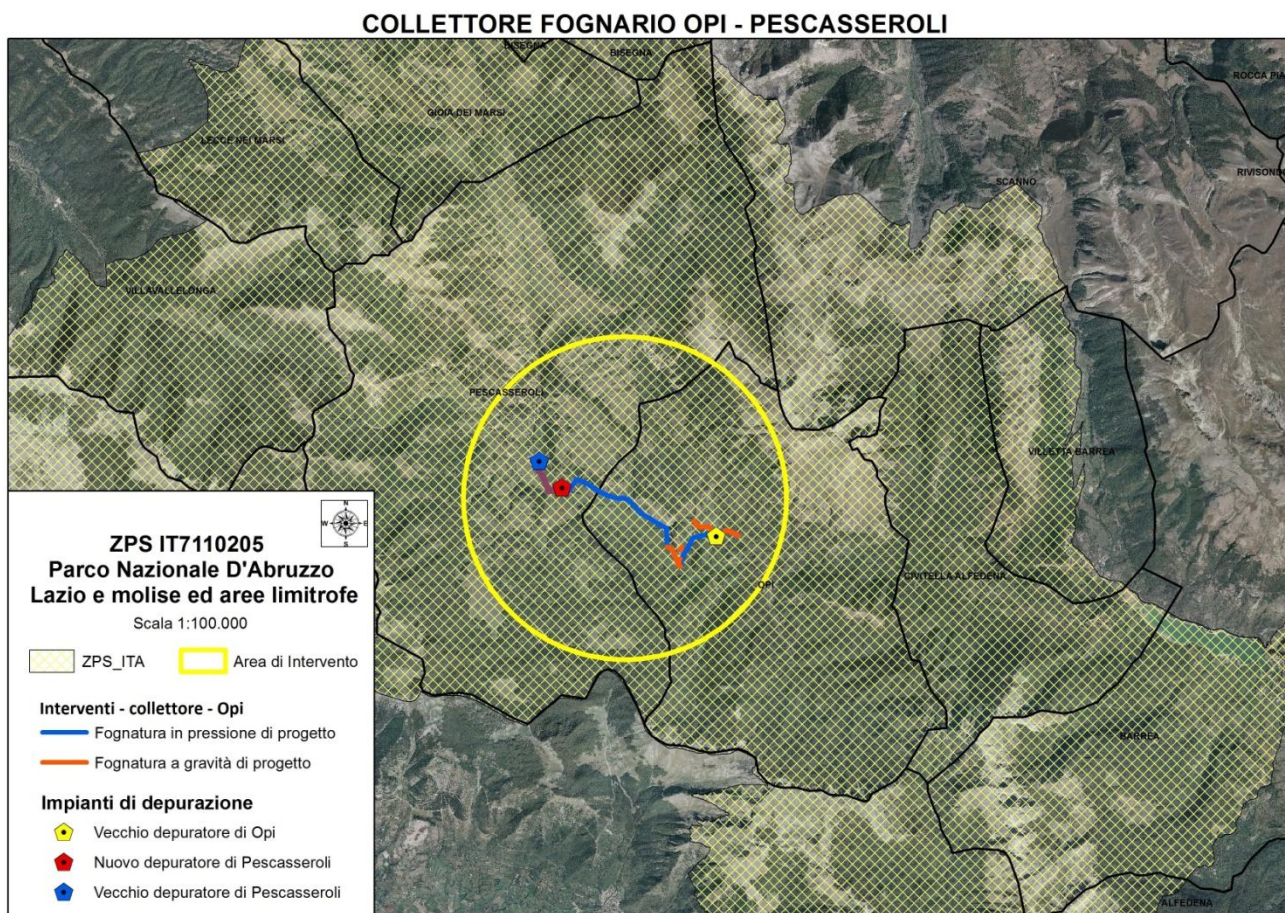 COLLETTORE FOGNARIO OPI - PESCASSEROLI
BISEGNA
BISEGNA
ROCCA PIA
GIOIA DEI MARSI
LECCE NEI MARSI
RIVISOND
SCANNO
VILLAVALLELONGA
PESCASSEROLI
VILLETTA BARREA
OPI
CIVITELLA ALFEDENA
BARREA
ALFEDENA
N
W
E
S
ZPS IT7110205
Parco Nazionale D'Abruzzo
Lazio e molise ed aree limitrofe
Scala 1:100.000
ZPS_ITA
Area di Intervento
Interventi - collettore - Opi
Fognatura in pressione di progetto
Fognatura a gravità di progetto
Impianti di depurazione
Vecchio depuratore di Opi
Nuovo depuratore di Pescasseroli
Vecchio depuratore di Pescasseroli